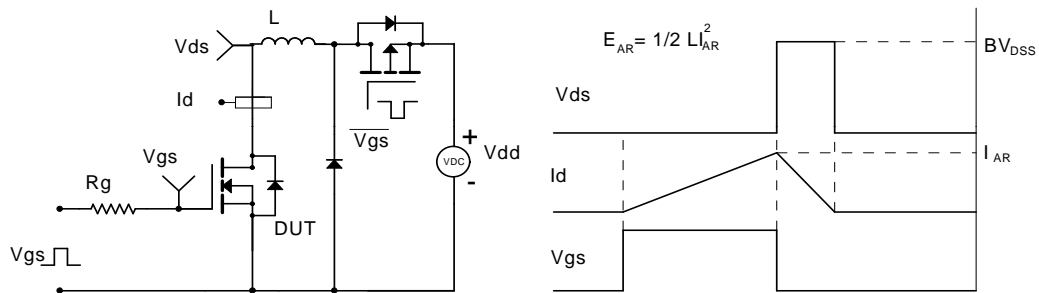 L
Vds
Id
Vgs
Rg
DUT
Vgs
Vgs
+
VDC
-
Vdd
E_AR = 1/2 LI_AR^2
BV_DSS
Vds
I_AR
Id
Vgs